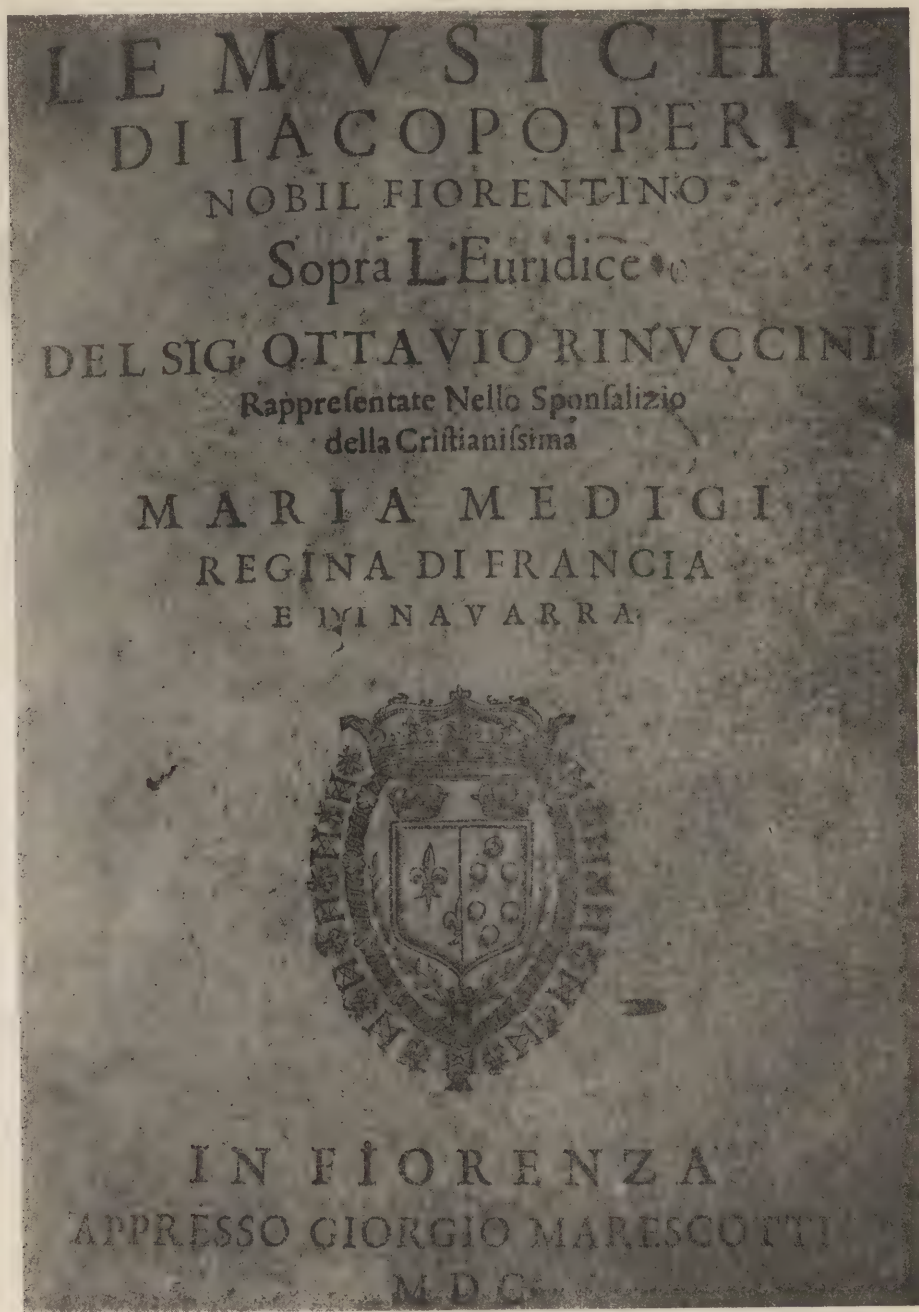 LE MVSICHE
DI IACOPO PERI
NOBIL FIORENTINO
Sopra L'Euridice
DEL SIG. OTTAVIO RINVCCINI
Rappreſentate Nello Sponſalizio
della Criſtianiſsima
MARIA MEDICI
REGINA DI FRANCIA
E DI NAVARRA
IN FIORENZA
APPRESSO GIORGIO MARESCOTTI
M D C